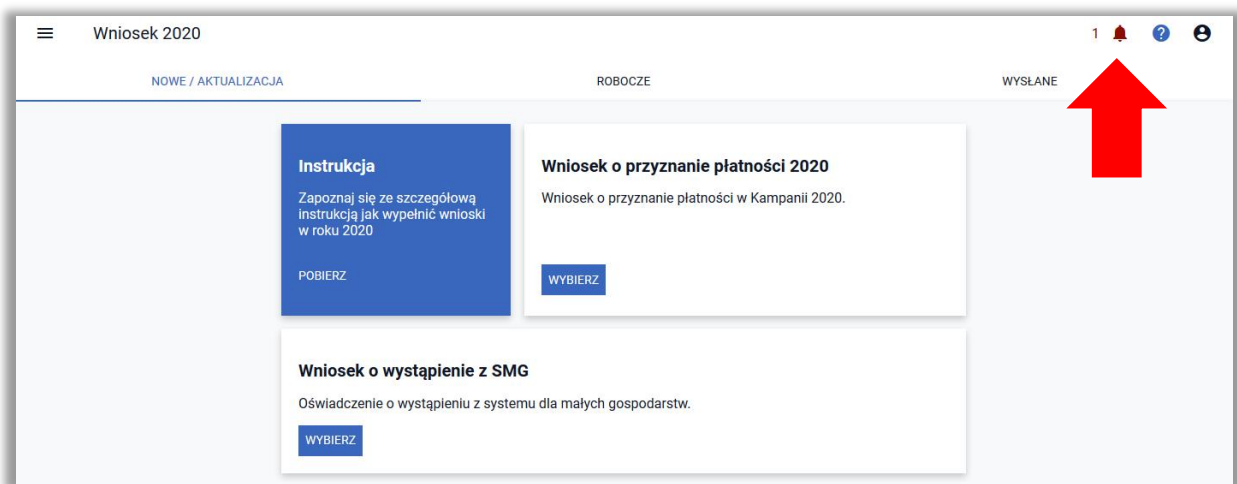 Wniosek 2020
1
?
NOWE / AKTUALIZACJA
ROBOCZE
WYSŁANE
Instrukcja
Zapoznaj się ze szczegółową
instrukcją jak wypełnić wnioski
w roku 2020
POBIERZ
Wniosek o przyznanie płatności 2020
Wniosek o przyznanie płatności w Kampanii 2020.
WYBIERZ
Wniosek o wystąpienie z SMG
Oświadczenie o wystąpieniu z systemu dla małych gospodarstw.
WYBIERZ